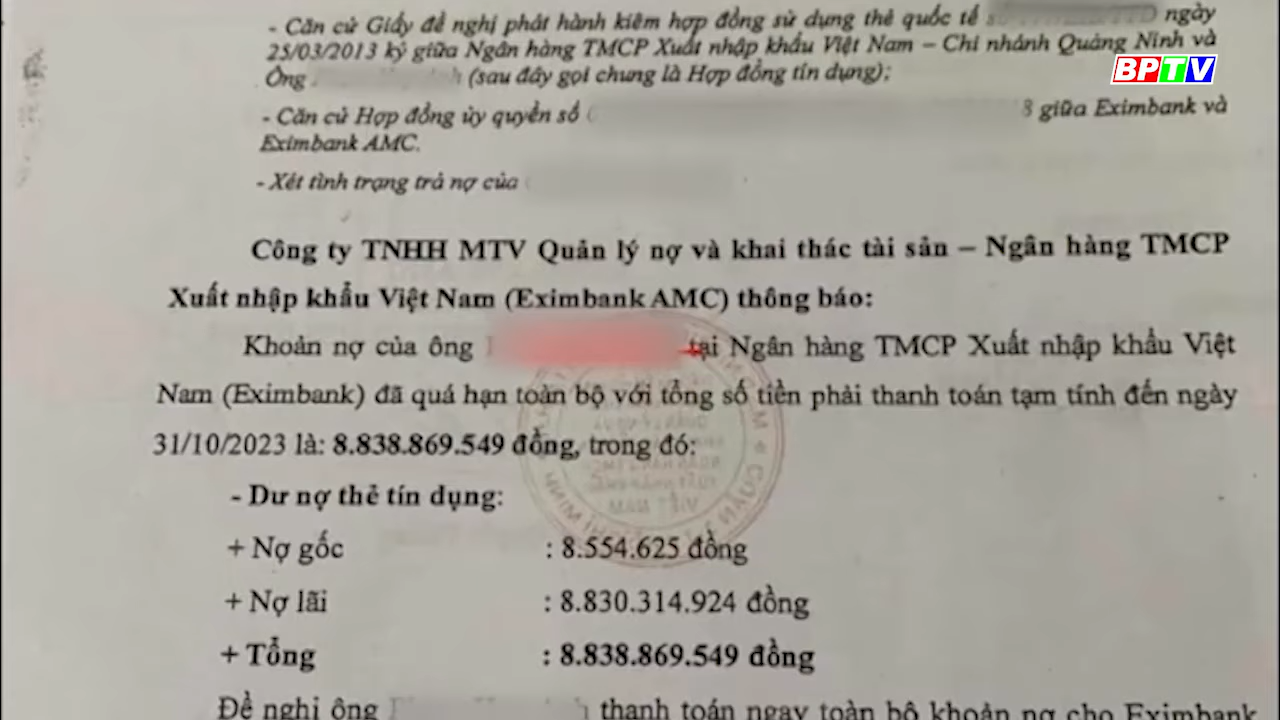 - Căn cứ Giấy đề nghị phát hành kiêm hợp đồng sử dụng thẻ quốc tế ngày
25/03/2013 ký giữa Ngân hàng TMCP Xuất nhập khẩu Việt Nam – Chi nhánh Quảng Ninh và
Ông (sau đây gọi chung là Hợp đồng tín dụng);
BPTV
- Căn cứ Hợp đồng ủy quyền số giữa Eximbank và
Eximbank AMC.
- Xét tình trạng trả nợ của
Công ty TNHH MTV Quản lý nợ và khai thác tài sản – Ngân hàng TMCP
Xuất nhập khẩu Việt Nam (Eximbank AMC) thông báo:
Khoản nợ của ông tại Ngân hàng TMCP Xuất nhập khẩu Việt
Nam (Eximbank) đã quá hạn toàn bộ với tổng số tiền phải thanh toán tạm tính đến ngày
31/10/2023 là: 8.838.869.549 đồng, trong đó:
- Dư nợ thẻ tín dụng:
+ Nợ gốc : 8.554.625 đồng
+ Nợ lãi : 8.830.314.924 đồng
+ Tổng : 8.838.869.549 đồng
Đề nghị ông thanh toán ngay toàn bộ khoản nợ cho Eximbank